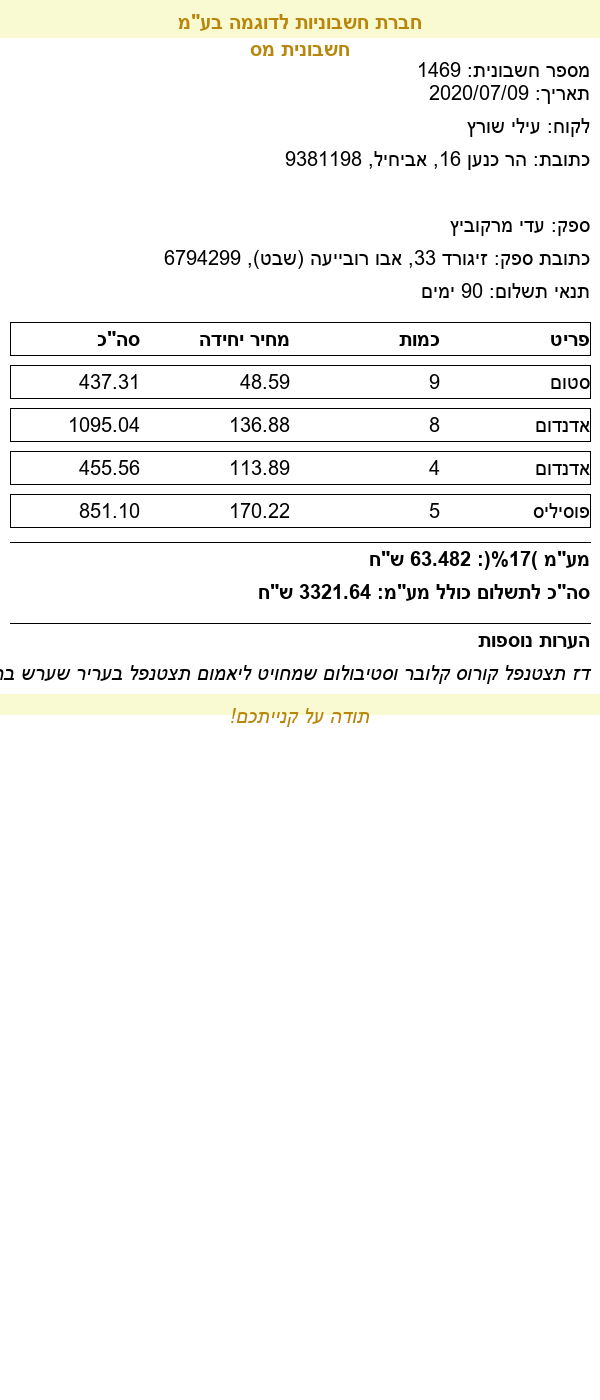 חברת חשבוניות לדוגמה בע"מ
חשבונית מס
מספר חשבונית: 1469
תאריך: 2020/07/09
לקוח: עילי שורץ
כתובת: הר כנען 16, אביחיל, 9381198
ספק: עדי מרקוביץ
כתובת ספק: זיגורד 33, אבו רובייעה (שבט), 6794299
תנאי תשלום: 90 ימים
פריט כמות מחיר יחידה סה"כ
סטום 9 48.59 437.31
אדנדום 8 136.88 1095.04
אדנדום 4 113.89 455.56
פוסיליס 5 170.22 851.10
מע"מ )17%(: 63.482 ש"ח
סה"כ לתשלום כולל מע"מ: 3321.64 ש"ח
הערות נוספות
דז תצטנפל קורוס קלובר וסטיבולום שמחויט ליאמום תצטנפל בעריר שערש
תודה על קנייתכם!